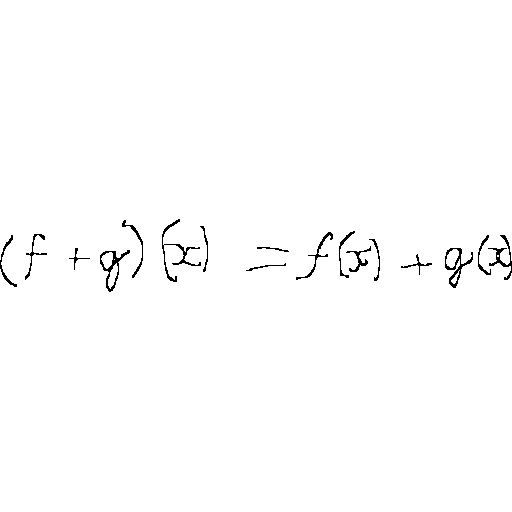 (f + g)(x) = f(x) + g(x)